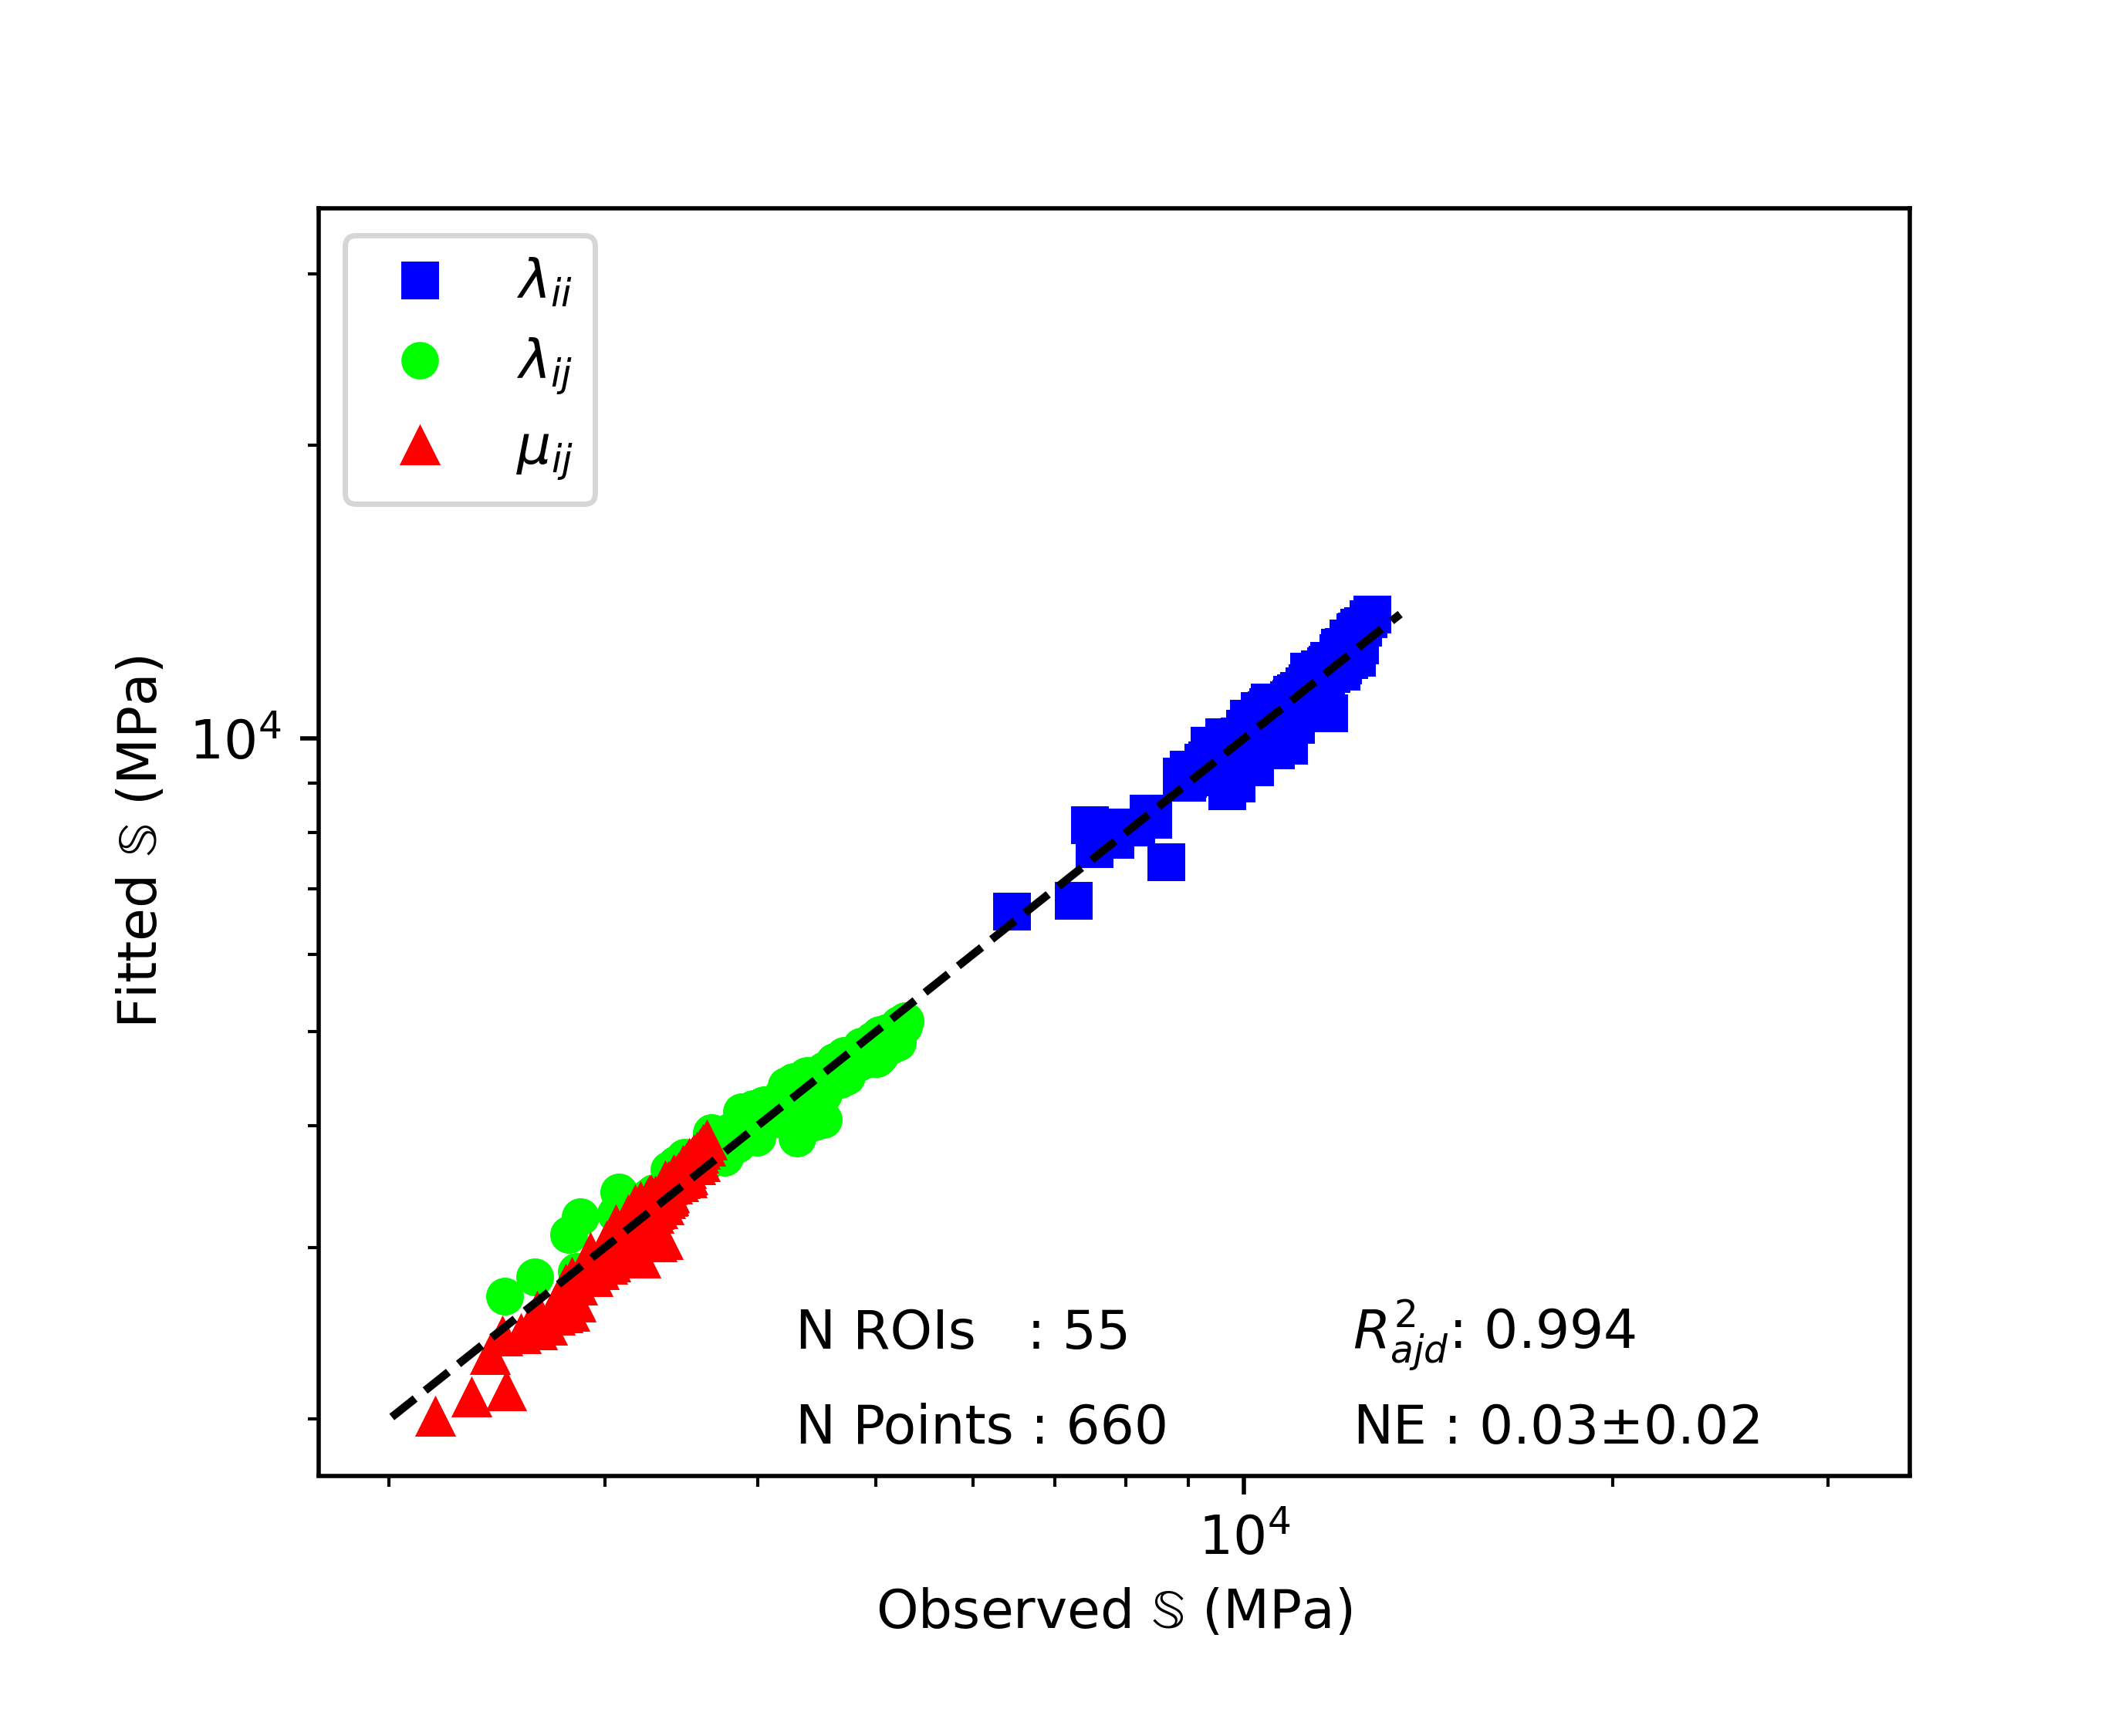 λii
λij
μij
10⁴
Fitted 𝕊 (MPa)
N ROIs : 55
R²ajd: 0.994
N Points : 660
NE : 0.03±0.02
10⁴
Observed 𝕊 (MPa)